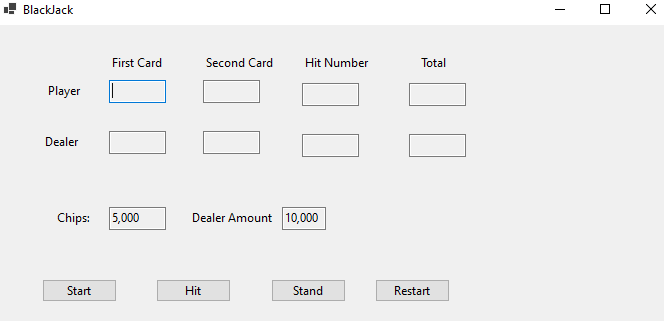 BlackJack
First Card Second Card Hit Number Total
Player
Dealer
Chips: 5,000 Dealer Amount 10,000
Start Hit Stand Restart